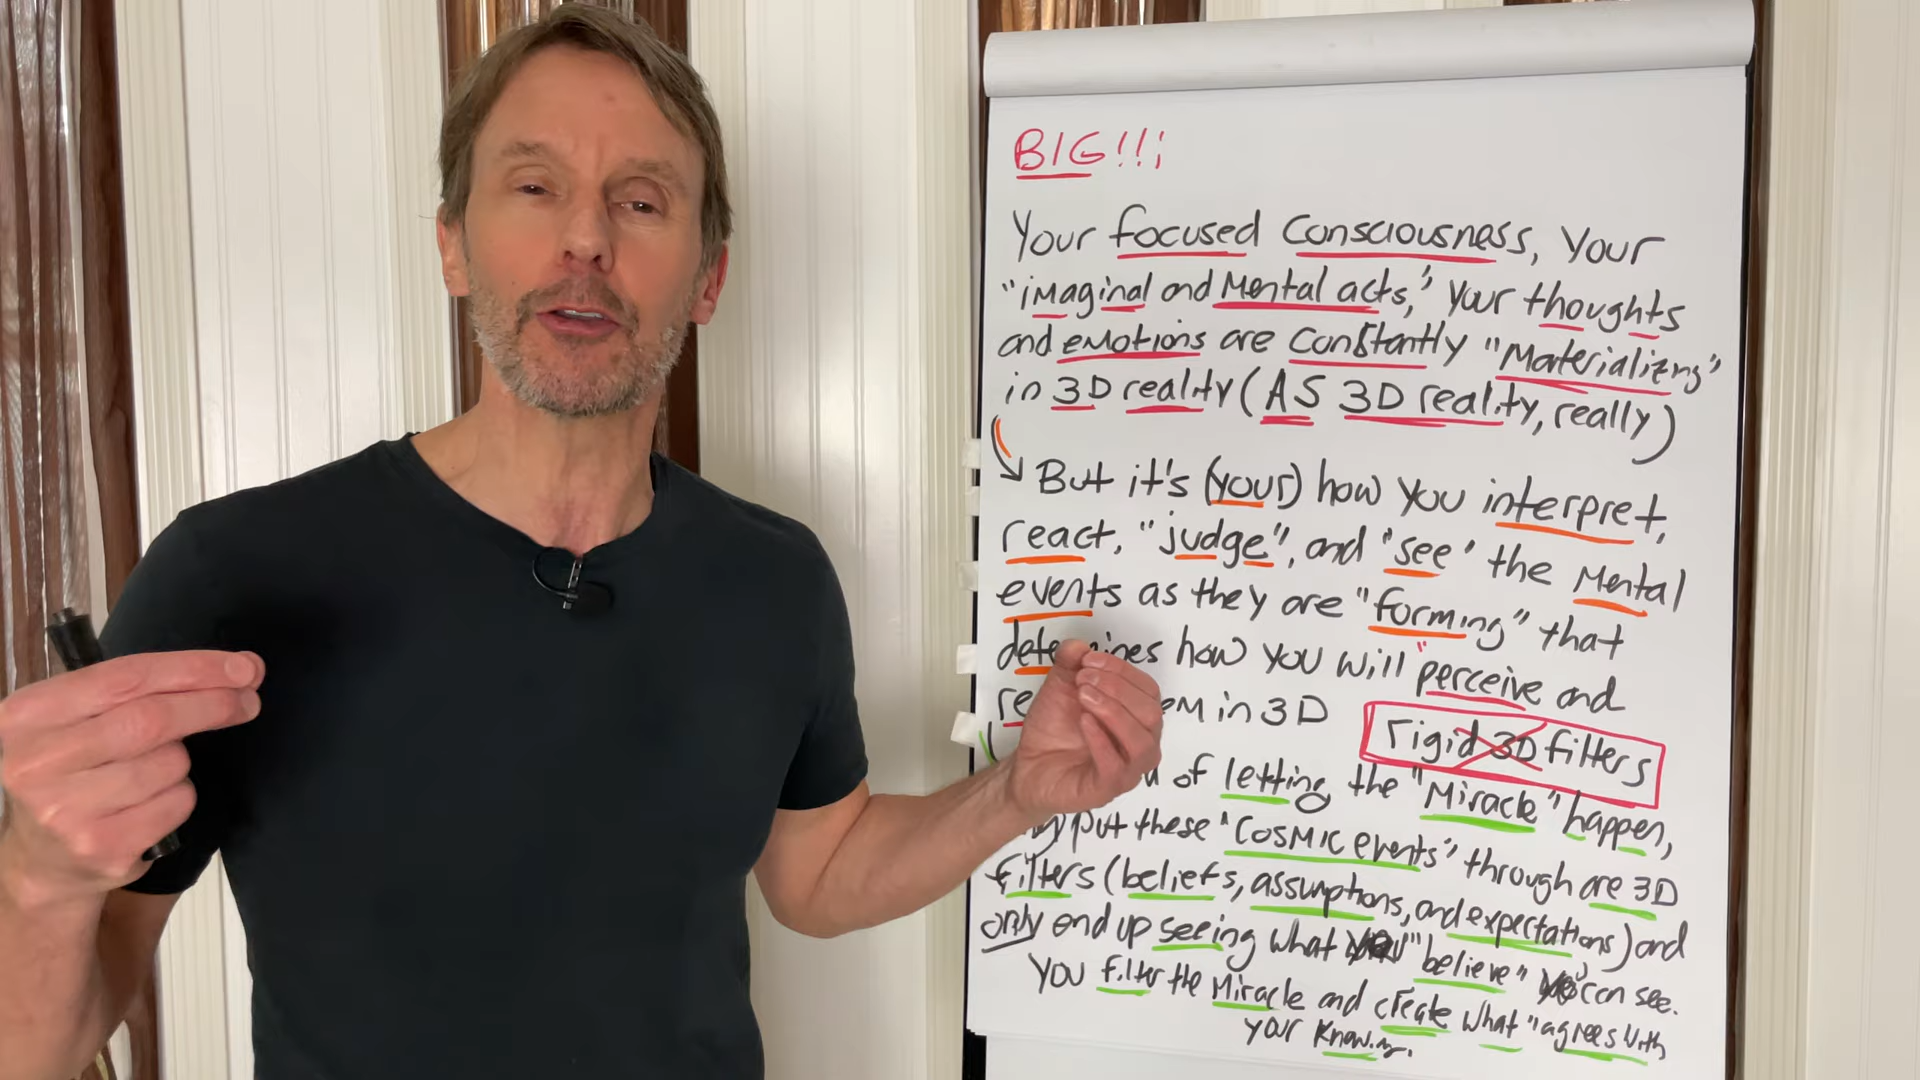 BIG!!!
Your focused Consciousness, your
"imaginal and Mental acts," your thoughts
and emotions are Constantly "Materializing"
in 3D reality (AS 3D reality, really)
But it's (your) how you interpret,
react, "judge", and "see" the Mental
events as they are "forming" that
determines how you will "perceive and
em in 3D
rigid 3D filters
of letting the "Miracle" happen,
put these "Cosmic events" through are 3D
filters (beliefs, assumptions, and expectations) and
only end up seeing what "believe" can see.
You filter the Miracle and create what "agrees with
your knowing.